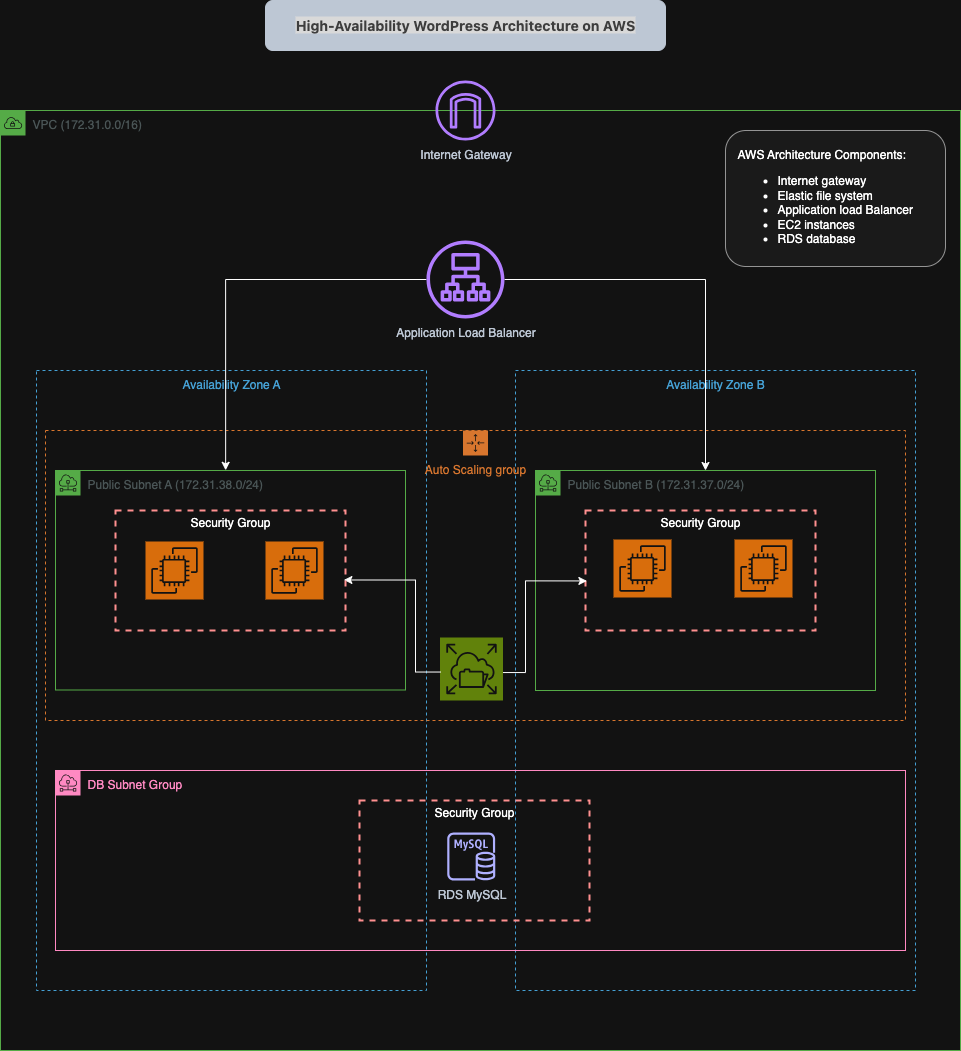 High-Availability WordPress Architecture on AWS
VPC (172.31.0.0/16)
Internet Gateway
AWS Architecture Components:
Internet gateway
Elastic file system
Application load Balancer
EC2 instances
RDS database
Application Load Balancer
Availability Zone A
Availability Zone B
Auto Scaling group
Public Subnet A (172.31.38.0/24)
Public Subnet B (172.31.37.0/24)
Security Group
Security Group
DB Subnet Group
Security Group
MySQL
RDS MySQL